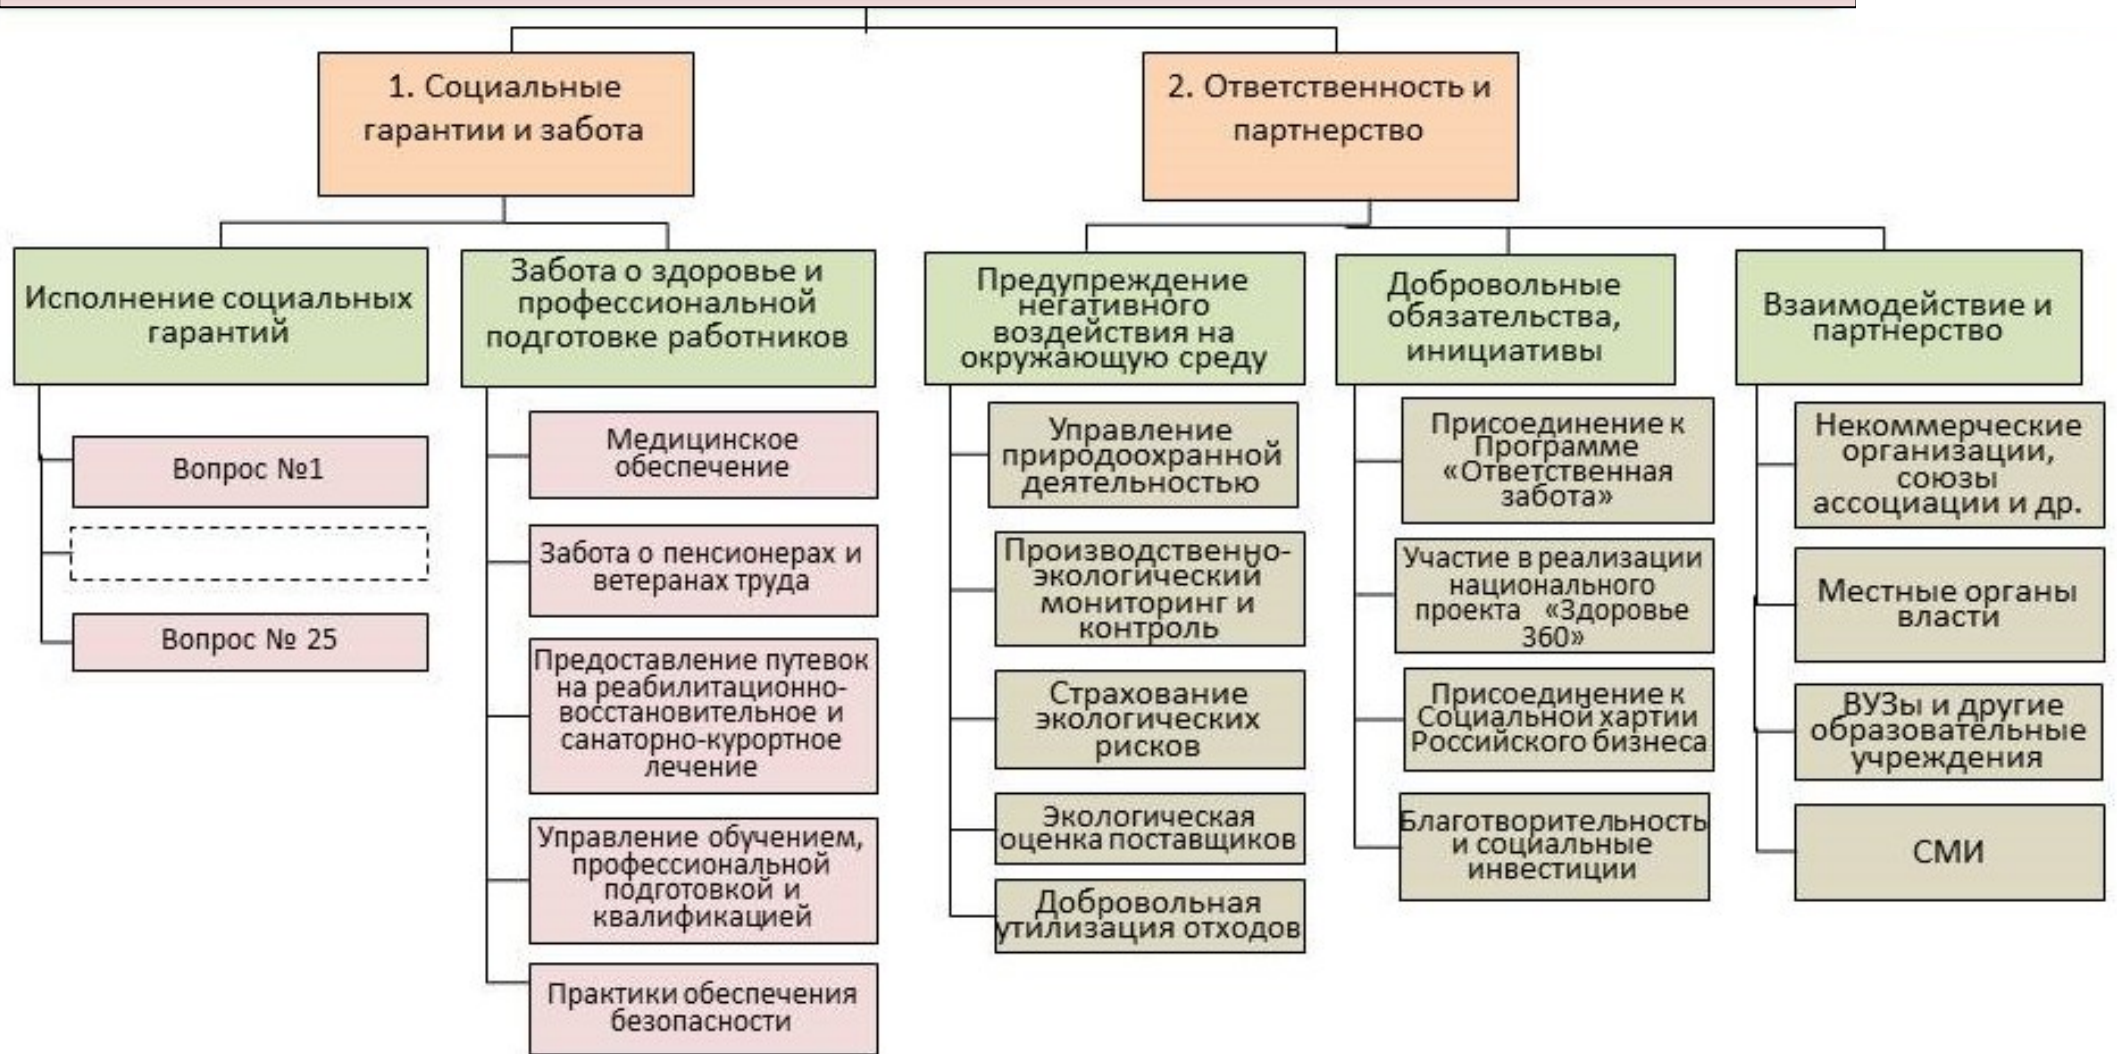 1. Социальные
гарантии и забота
2. Ответственность и
партнерство
Исполнение социальных
гарантий
Вопрос №1
Вопрос № 25
Забота о здоровье и
профессиональной
подготовке работников
Медицинское
обеспечение
Забота о пенсионерах и
ветеранах труда
Предоставление путевок
на реабилитационно-
восстановительное и
санаторно-курортное
лечение
Управление обучением,
профессиональной
подготовкой и
квалификацией
Практики обеспечения
безопасности
Предупреждение
негативного
воздействия на
окружающую среду
Управление
природоохранной
деятельностью
Производственно-
экологический
мониторинг и
контроль
Страхование
экологических
рисков
Экологическая
оценка поставщиков
Добровольная
утилизация отходов
Добровольные
обязательства,
инициативы
Присоединение к
Программе
«Ответственная
забота»
Участие в реализации
национального
проекта «Здоровье
360»
Присоединение к
Социальной хартии
Российского бизнеса
Благотворительность
и социальные
инвестиции
Взаимодействие и
партнерство
Некоммерческие
организации,
союзы
ассоциации и др.
Местные органы
власти
ВУЗы и другие
образовательные
учреждения
СМИ